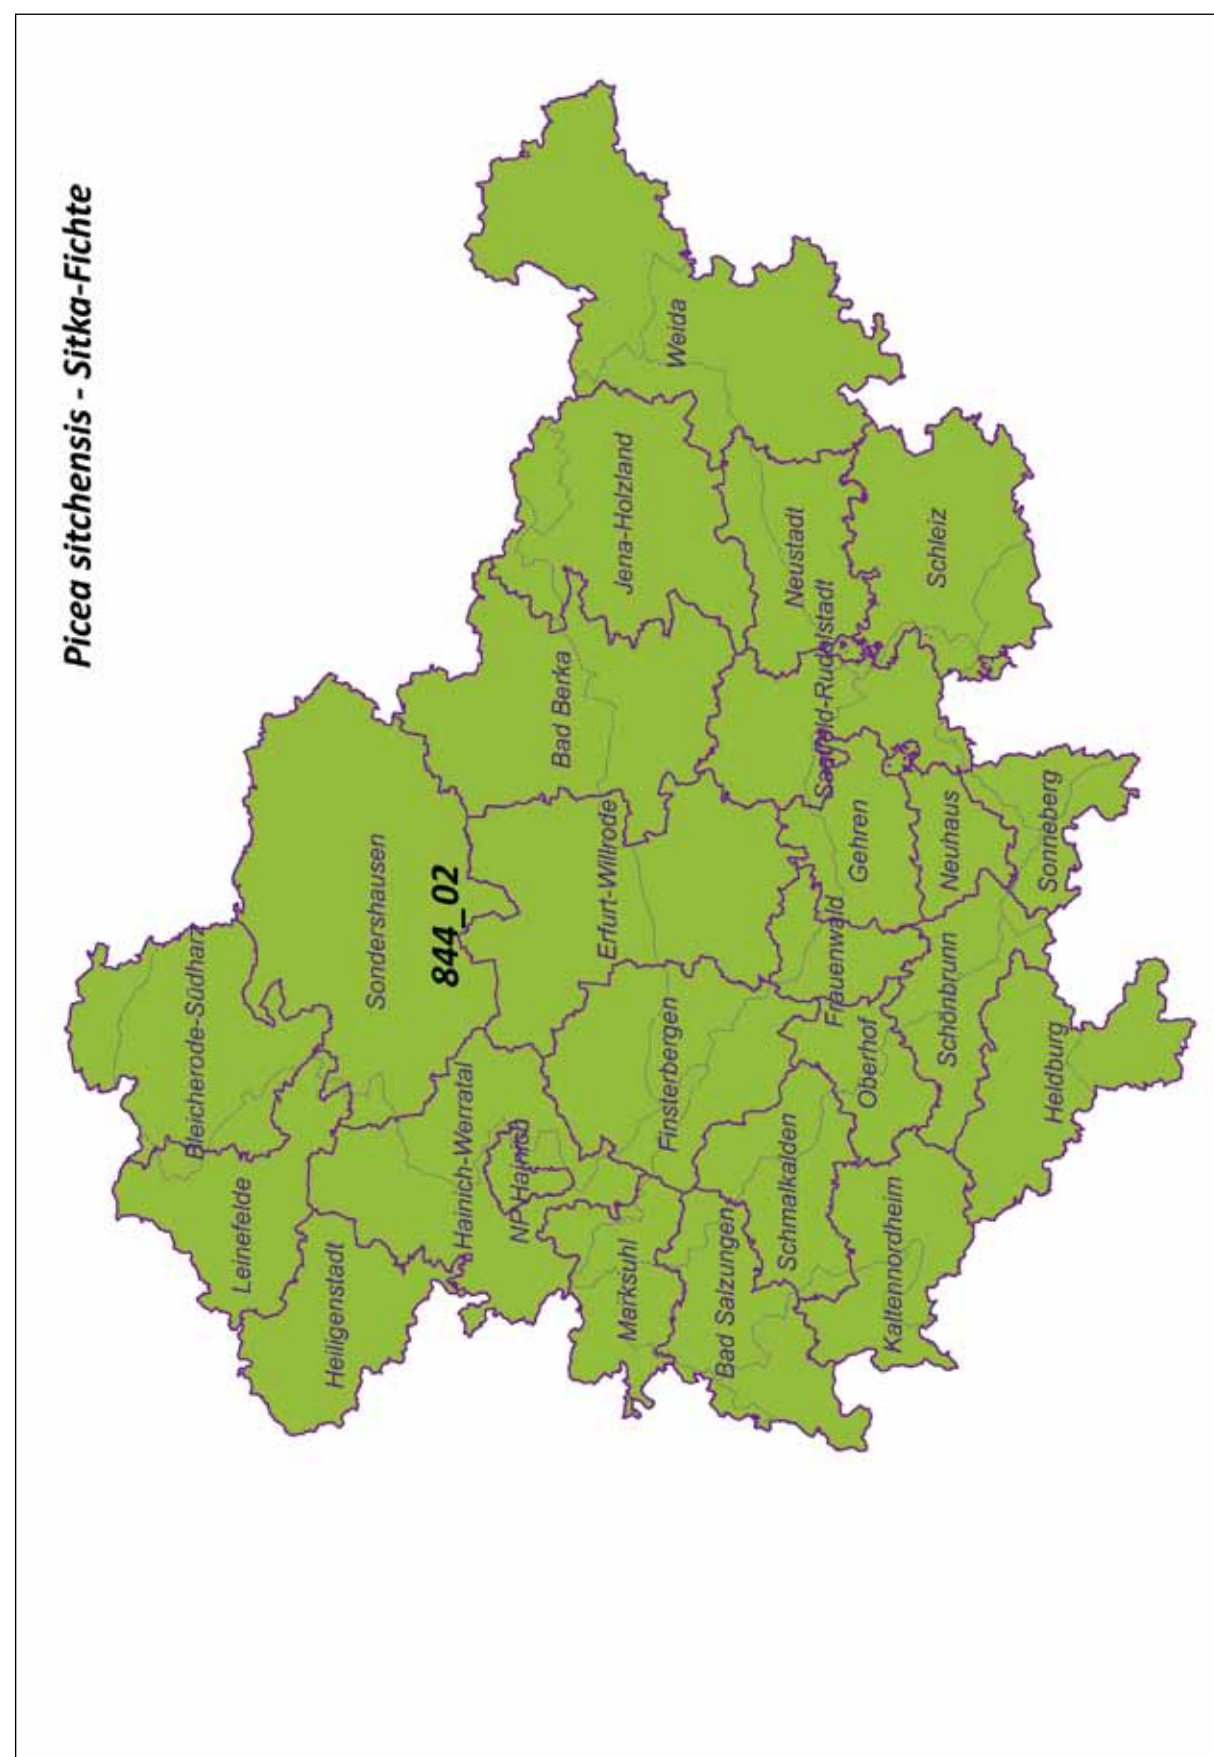 Picea sitchensis - Sitka-Fichte
Bleicherode-Südharz
Leinefelde
Heiligenstadt
Sondershausen
844_02
Hainich-Werratal
NP Hainich
Bad Berka
Erfurt-Willrode
Jena-Holzland
Weida
Marksuhl
Finsterbergen
Bad Salzungen
Schmalkalden
Neustadt
Saalfeld-Rudolstadt
Frauenwald
Gehren
Oberhof
Kaltennordheim
Schleiz
Neuhaus
Schönbrunn
Sonneberg
Heldburg